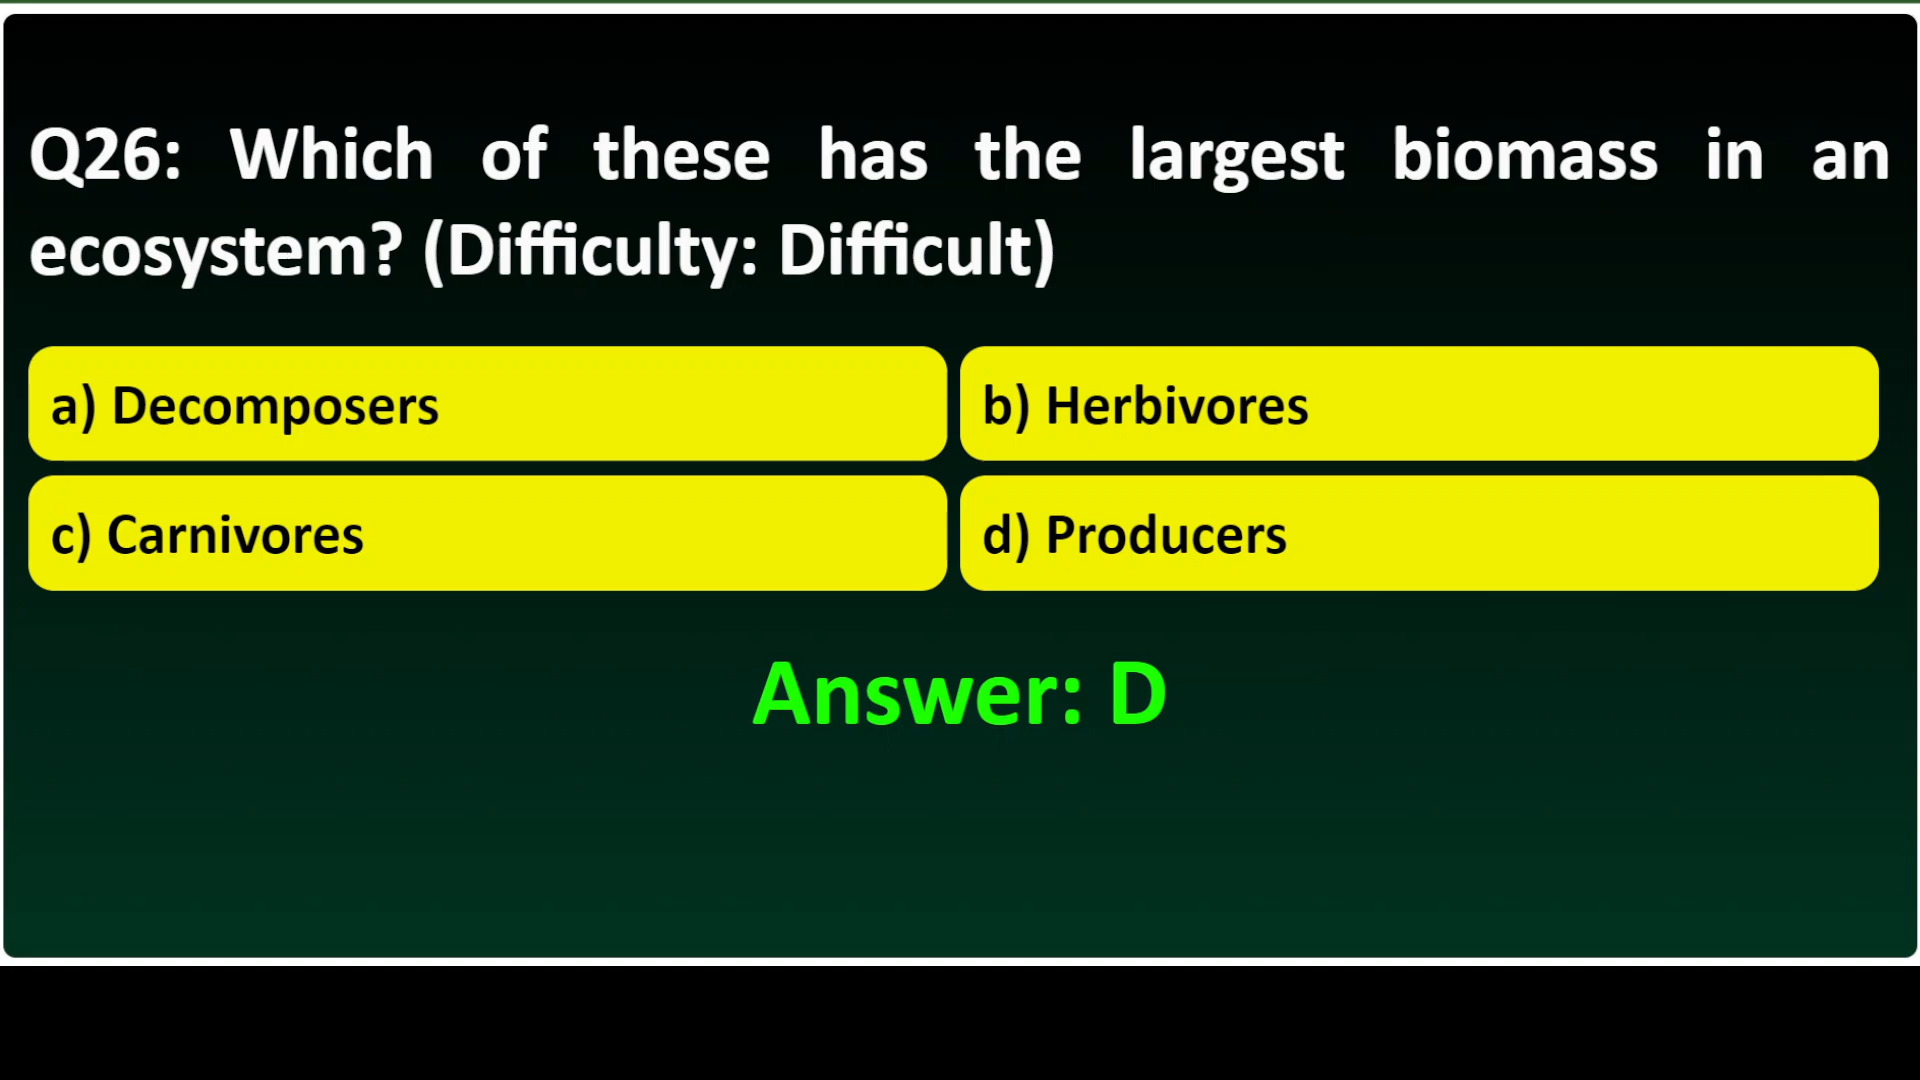 Q26: Which of these has the largest biomass in an
ecosystem? (Difficulty: Difficult)
a) Decomposers
b) Herbivores
c) Carnivores
d) Producers
Answer: D